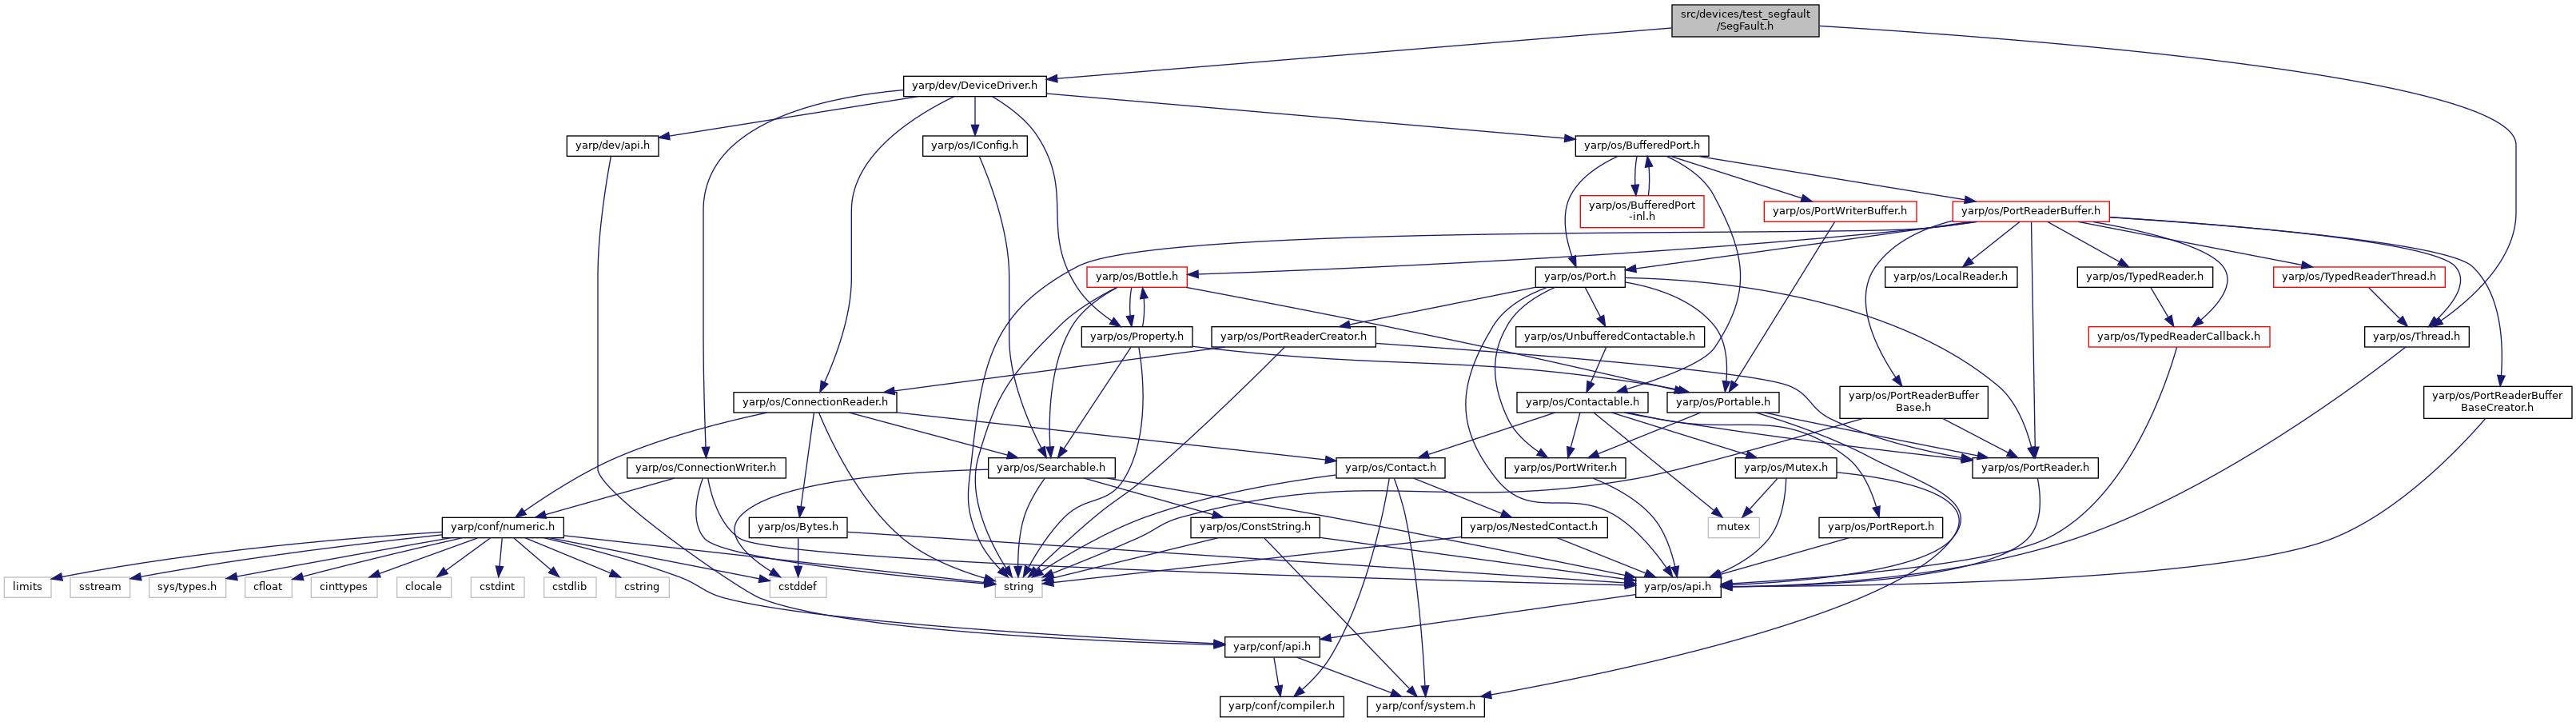 src/devices/test_segfault
/SegFault.h
yarp/dev/DeviceDriver.h
yarp/dev/api.h
yarp/os/IConfig.h
yarp/os/BufferedPort.h
yarp/os/BufferedPort
-inl.h
yarp/os/PortWriterBuffer.h
yarp/os/PortReaderBuffer.h
yarp/os/Bottle.h
yarp/os/Port.h
yarp/os/LocalReader.h
yarp/os/TypedReader.h
yarp/os/TypedReaderThread.h
yarp/os/Property.h
yarp/os/PortReaderCreator.h
yarp/os/UnbufferedContactable.h
yarp/os/TypedReaderCallback.h
yarp/os/Thread.h
yarp/os/ConnectionReader.h
yarp/os/Contactable.h
yarp/os/Portable.h
yarp/os/PortReaderBuffer
Base.h
yarp/os/PortReaderBuffer
BaseCreator.h
yarp/os/ConnectionWriter.h
yarp/os/Searchable.h
yarp/os/Contact.h
yarp/os/PortWriter.h
yarp/os/Mutex.h
yarp/os/PortReader.h
yarp/conf/numeric.h
yarp/os/Bytes.h
yarp/os/ConstString.h
yarp/os/NestedContact.h
mutex
yarp/os/PortReport.h
limits
sstream
sys/types.h
cfloat
cinttypes
clocale
cstdint
cstdlib
cstring
cstddef
string
yarp/os/api.h
yarp/conf/api.h
yarp/conf/compiler.h
yarp/conf/system.h